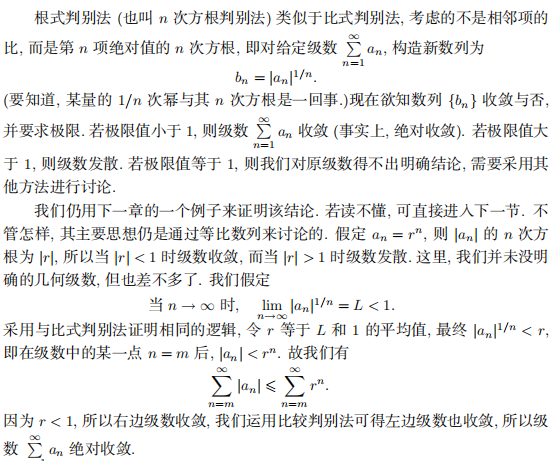 根式判别法 (也叫 n 次方根判别法) 类似于比式判别法, 考虑的不是相邻项的
比, 而是第 n 项绝对值的 n 次方根, 即对给定级数 $\sum_{n=1}^{\infty} a_n$, 构造新数列为
$b_n = |a_n|^{1/n}.$
(要知道, 某量的 1/n 次幂与其 n 次方根是一回事.)现在欲知数列 $\{b_n\}$ 收敛与否,
并要求极限. 若极限值小于 1, 则级数 $\sum_{n=1}^{\infty} a_n$ 收敛 (事实上, 绝对收敛). 若极限值大
于 1, 则级数发散. 若极限值等于 1, 则我们对原级数得不出明确结论, 需要采用其
他方法进行讨论.
我们仍用下一章的一个例子来证明该结论. 若读不懂, 可直接进入下一节. 不
管怎样, 其主要思想仍是通过等比数列来讨论的. 假定 $a_n = r^n$, 则 $|a_n|$ 的 n 次方
根为 $|r|$, 所以当 $|r| < 1$ 时级数收敛, 而当 $|r| > 1$ 时级数发散. 这里, 我们并未没明
确的几何级数, 但也差不多了. 我们假定
当 $n \to \infty$ 时, $\lim_{n \to \infty} |a_n|^{1/n} = L < 1.$
采用与比式判别法证明相同的逻辑, 令 r 等于 L 和 1 的平均值, 最终 $|a_n|^{1/n} < r$,
即在级数中的某一点 $n = m$ 后, $|a_n| < r^n$. 故我们有
$\sum_{n=m}^{\infty} |a_n| \leqslant \sum_{n=m}^{\infty} r^n.$
因为 $r < 1$, 所以右边级数收敛, 我们运用比较判别法可得左边级数也收敛, 所以级
数 $\sum_{n=1}^{\infty} a_n$ 绝对收敛.